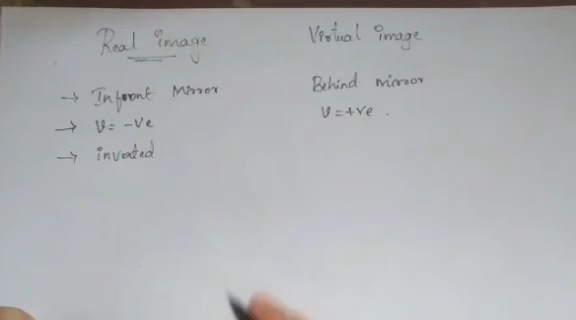 Real image
Virtual image
→ Infront Mirror
Behind mirror
→ v = -ve
v = +ve .
→ inverted